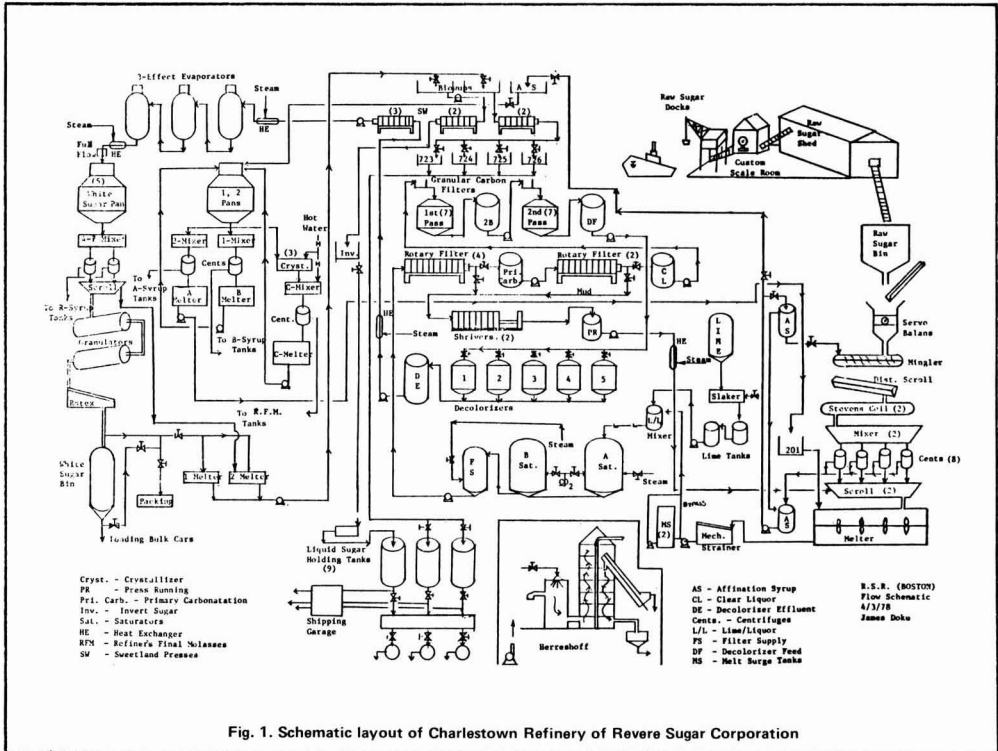 3-Effect Evaporators
Steam
HE
Steam
Full
Flow
HE
(5)
White
Sugar Pan
1, 2
Pans
4-P Mixer
2-Mixer
1-Mixer
Cents
Scroll
To
A-Syrup
Tanks
A
Melter
B
Melter
To R-Syrup
Tanks
To B-Syrup
Tanks
Granulators
Rotex
White
Sugar
Bin
Packing
1 Melter
2 Melter
Loading Bulk Cars
Hot
Water
(3)
Cryst.
C-Mixer
Cent.
C-Melter
To R.F.M.
Tanks
Inv.
Blowups
A S
(3)
SW
(2)
(2)
723
724
725
726
Granular Carbon
Filters
1st(7)
Pass
2B
2nd(7)
Pass
DF
Rotary Filter (4)
Pri
Carb.
Rotary Filter (2)
C
L
Mud
HE
Steam
Shrivers.(2)
PR
D
E
1
2
3
4
5
Decolorizers
HE
Steam
L
I
M
E
Slaker
L/L
Mixer
Lime Tanks
F
S
B
Sat.
Steam
CO2
A
Sat.
Steam
Bypass
MS
(2)
Mech.
Strainer
Raw Sugar
Docks
Raw
Sugar
Shed
Custom
Scale Room
Raw
Sugar
Bin
Servo
Balans
Mingler
Dist. Scroll
Stevens Coil (2)
Mixer (2)
Cents (8)
Scroll (2)
Melter
A
S
201
A
S
Liquid Sugar
Holding Tanks
(9)
Shipping
Garage
Herreshoff
Cryst. - Crystallizer
PR - Press Running
Pri. Carb. - Primary Carbonatation
Inv. - Invert Sugar
Sat. - Saturators
HE - Heat Exchanger
RFM - Refiner's Final Molasses
SW - Sweetland Presses
AS - Affination Syrup
CL - Clear Liquor
DE - Decolorizer Effluent
Cents. - Centrifuges
L/L - Lime/Liquor
FS - Filter Supply
DF - Decolorizer Feed
MS - Melt Surge Tanks
R.S.R. (BOSTON)
Flow Schematic
4/3/78
James Doku
Fig. 1. Schematic layout of Charlestown Refinery of Revere Sugar Corporation